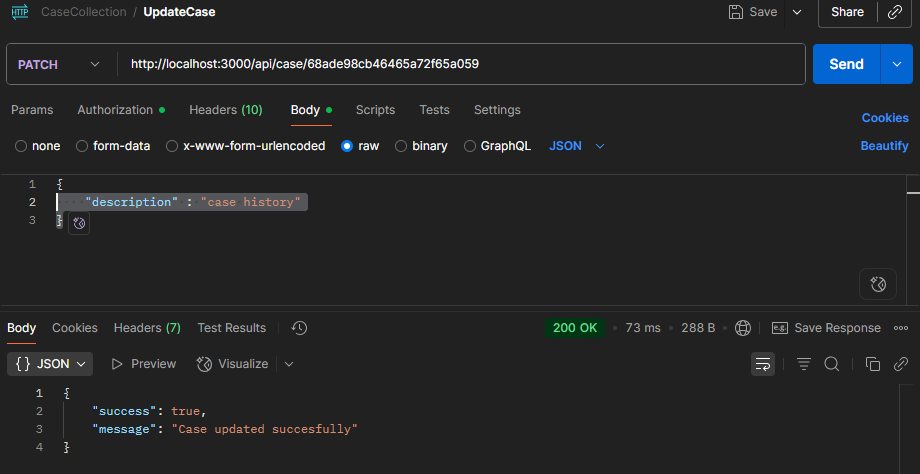 HTTP CaseCollection / UpdateCase Save Share
PATCH http://localhost:3000/api/case/68ade98cb46465a72f65a059 Send
Params Authorization Headers (10) Body Scripts Tests Settings Cookies
none form-data x-www-form-urlencoded raw binary GraphQL JSON Beautify
1 {
2 "description" : "case history"
3 }
Body Cookies Headers (7) Test Results 200 OK 73 ms 288 B e.g. Save Response
{} JSON Preview Visualize
1 {
2 "success": true,
3 "message": "Case updated succesfully"
4 }